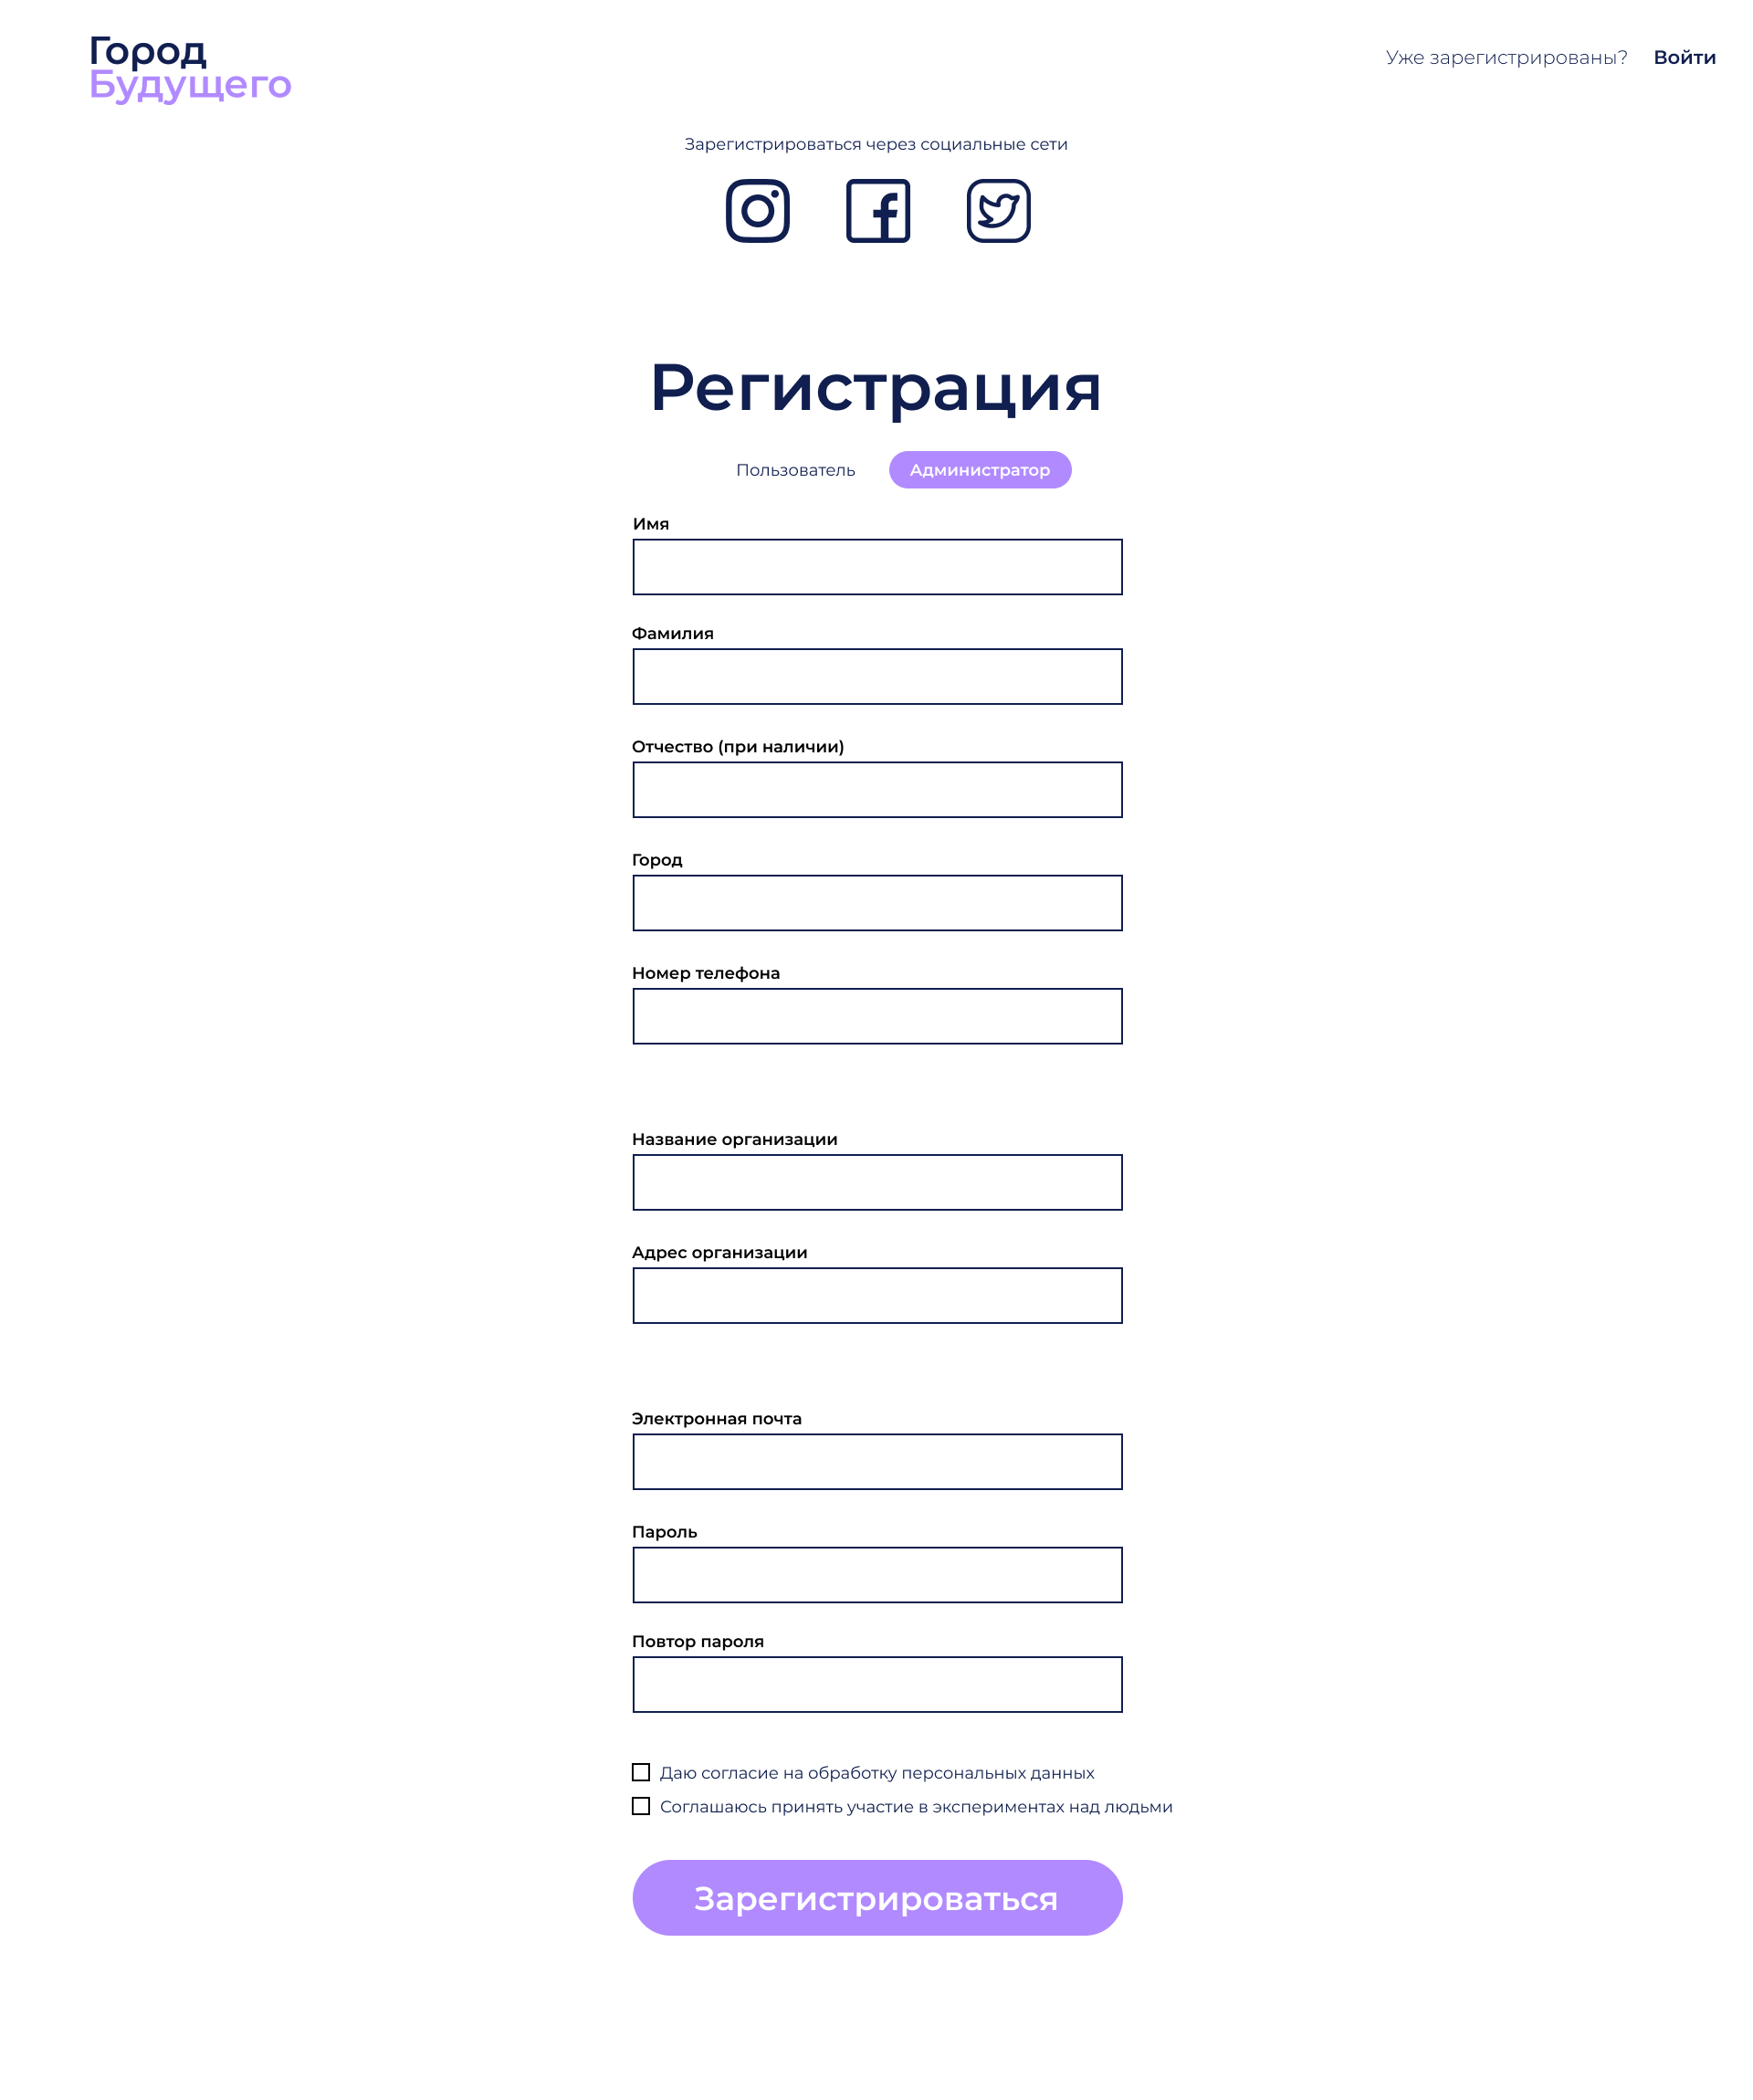 Город
Будущего
Уже зарегистрированы? Войти
Зарегистрироваться через социальные сети
Регистрация
Пользователь Администратор
Имя
Фамилия
Отчество (при наличии)
Город
Номер телефона
Название организации
Адрес организации
Электронная почта
Пароль
Повтор пароля
Даю согласие на обработку персональных данных
Соглашаюсь принять участие в экспериментах над людьми
Зарегистрироваться